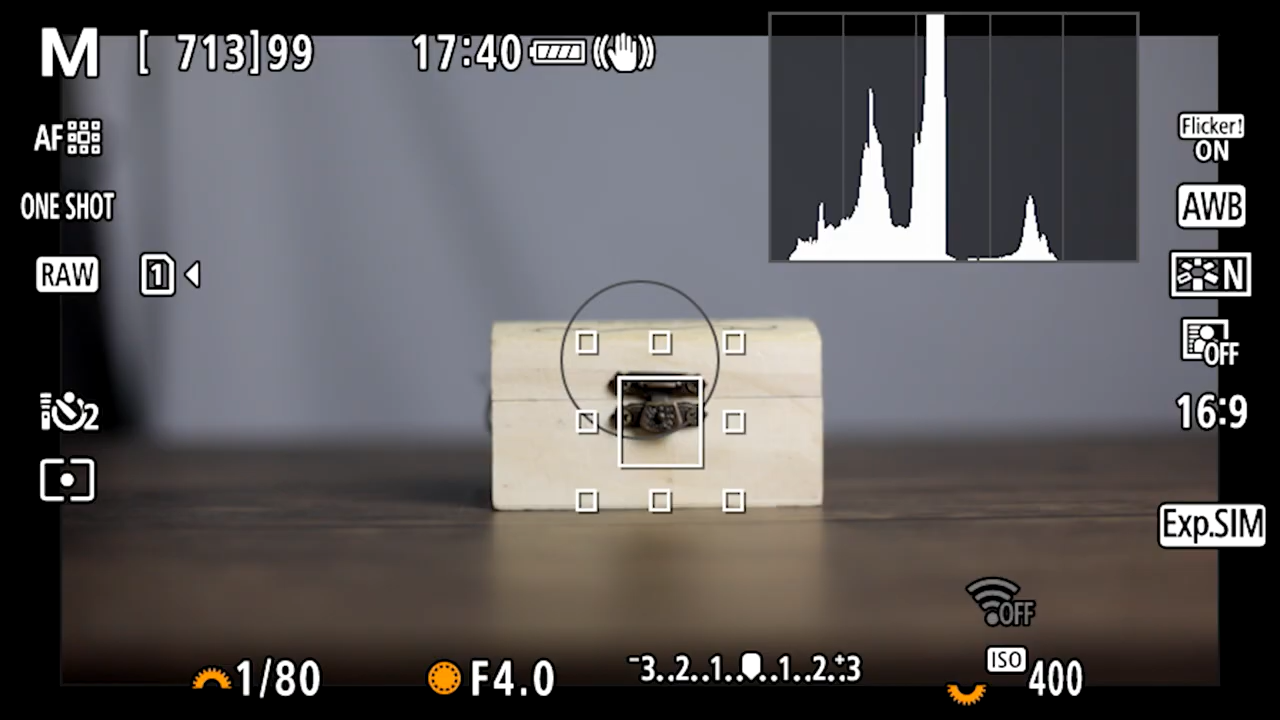 M [ 713]99 17:40
AF
Flicker!
ON
ONE SHOT
AWB
RAW 1
N
OFF
2
16:9
Exp.SIM
OFF
1/80 F4.0 -3..2..1..0..1..2..+3 ISO 400